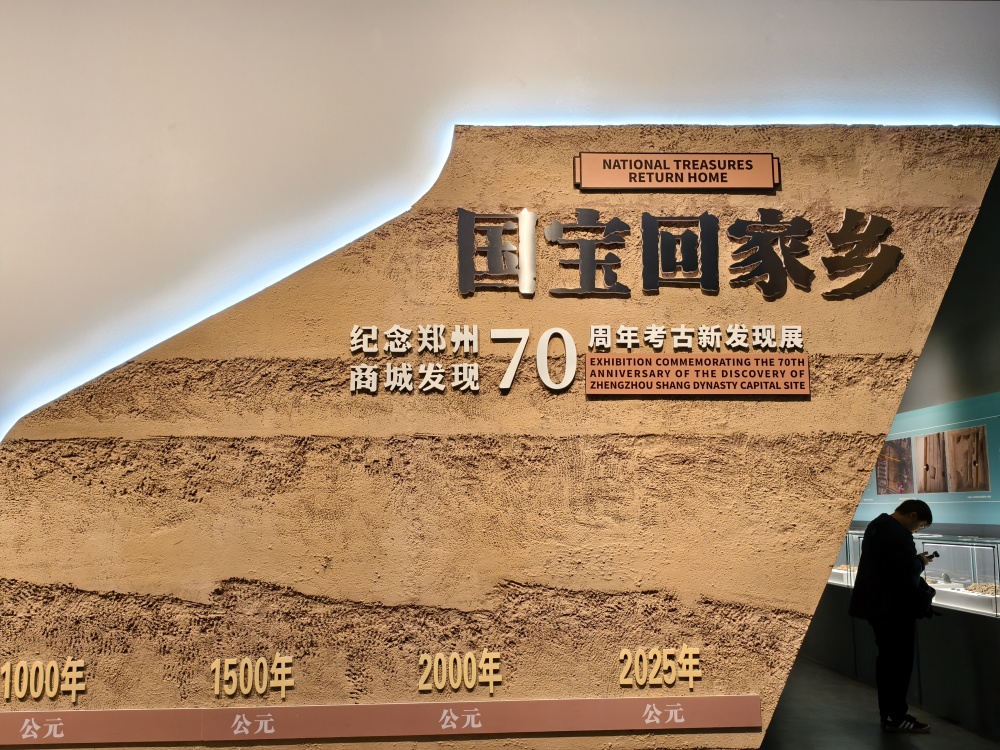 NATIONAL TREASURES
RETURN HOME
国宝回家乡
纪念郑州
商城发现
70
周年考古新发现展
EXHIBITION COMMEMORATING THE 70TH
ANNIVERSARY OF THE DISCOVERY OF
ZHENGZHOU SHANG DYNASTY CAPITAL SITE
1000年 1500年 2000年 2025年
公元 公元 公元 公元